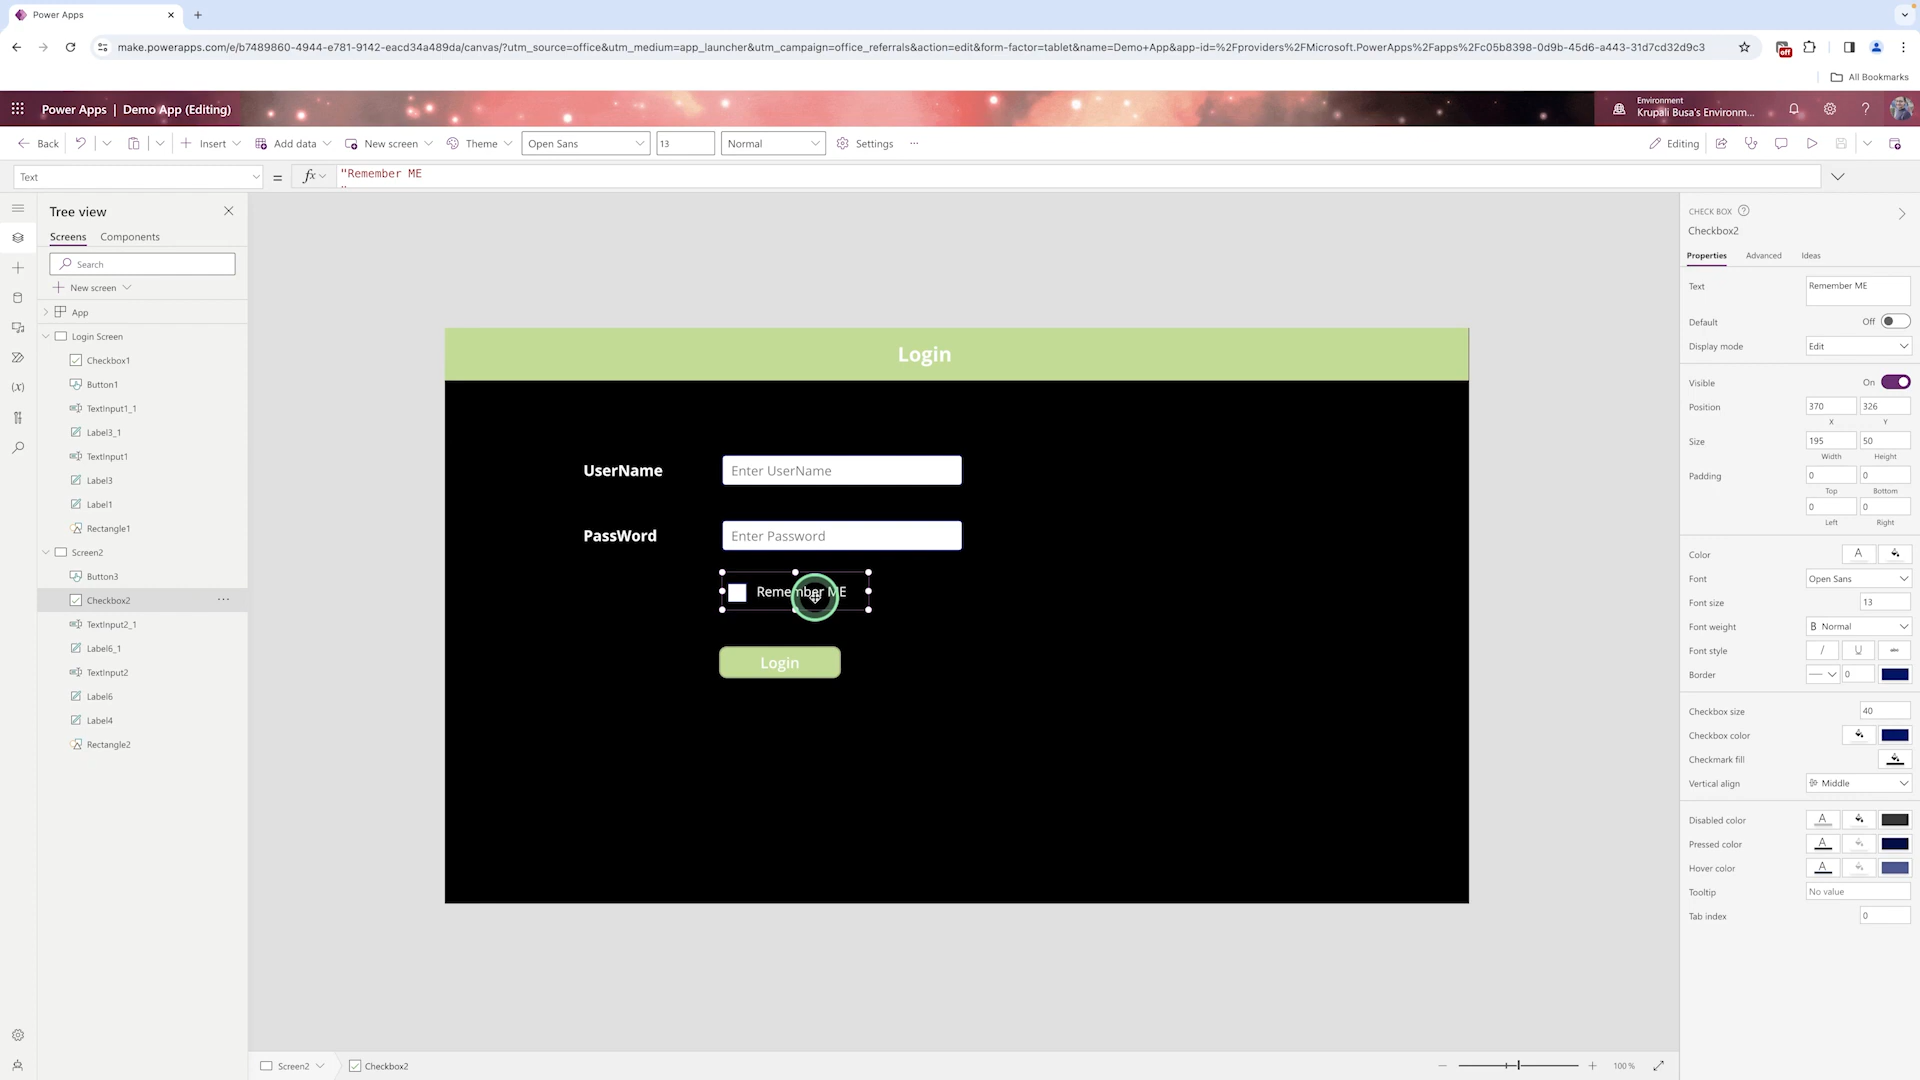 Power Apps
make.powerapps.com/e/b7489860-4944-e781-9142-eacd34a489da/canvas/?utm_source=office&utm_medium=app_launcher&utm_campaign=office_referrals&action=edit&form-factor=tablet&name=Demo+App&app-id=%2Fproviders%2FMicrosoft.PowerApps%2Fapps%2Fc05b8398-0d9b-45d6-a443-31d7cd32d9c3
off
All Bookmarks
Power Apps | Demo App (Editing)
Environment
Krupali Busa's Environm...
Back
Insert
Add data
New screen
Theme
Open Sans
13
Normal
Settings
Editing
Text
=
fx
"Remember ME
"
Tree view
Screens
Components
Search
New screen
App
Login Screen
Checkbox1
Button1
TextInput1_1
Label3_1
TextInput1
Label3
Label1
Rectangle1
Screen2
Button3
Checkbox2
TextInput2_1
Label6_1
TextInput2
Label6
Label4
Rectangle2
Login
UserName
Enter UserName
PassWord
Enter Password
Remember ME
Login
CHECK BOX
Checkbox2
Properties
Advanced
Ideas
Text
Remember ME
Default
Off
Display mode
Edit
Visible
On
Position
370
326
X
Y
Size
195
50
Width
Height
Padding
0
0
Top
Bottom
0
0
Left
Right
Color
A
Font
Open Sans
Font size
13
Font weight
B Normal
Font style
/
U
abc
Border
0
Checkbox size
40
Checkbox color
Checkmark fill
Vertical align
Middle
Disabled color
A
Pressed color
A
Hover color
A
Tooltip
No value
Tab index
0
Screen2
Checkbox2
100 %